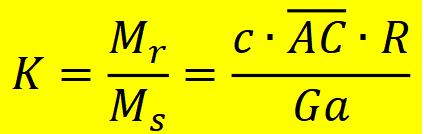 K = M_r / M_s = (c · \overline{AC} · R) / Ga